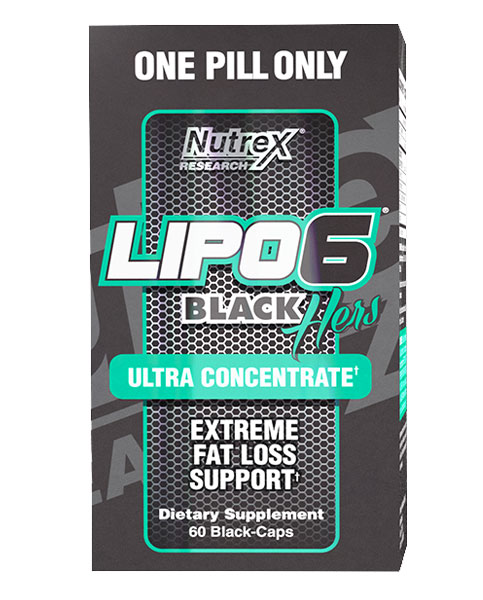 ONE PILL ONLY
NUTREX®
RESEARCH
LIPO6®
BLACK Hers
ULTRA CONCENTRATE†
EXTREME
FAT LOSS
SUPPORT†
Dietary Supplement
60 Black-Caps